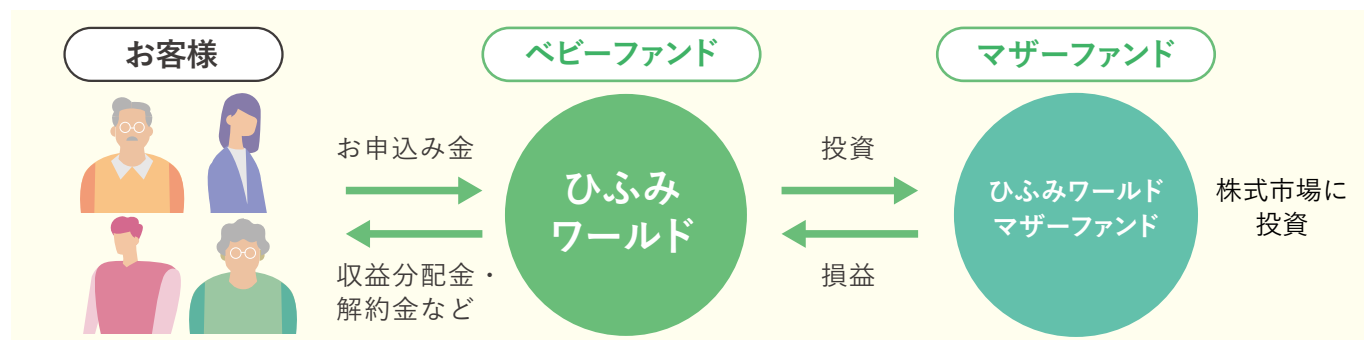 お客様
ベビーファンド
マザーファンド
お申込み金
収益分配金・
解約金など
ひふみ
ワールド
投資
損益
ひふみワールド
マザーファンド
株式市場に
投資